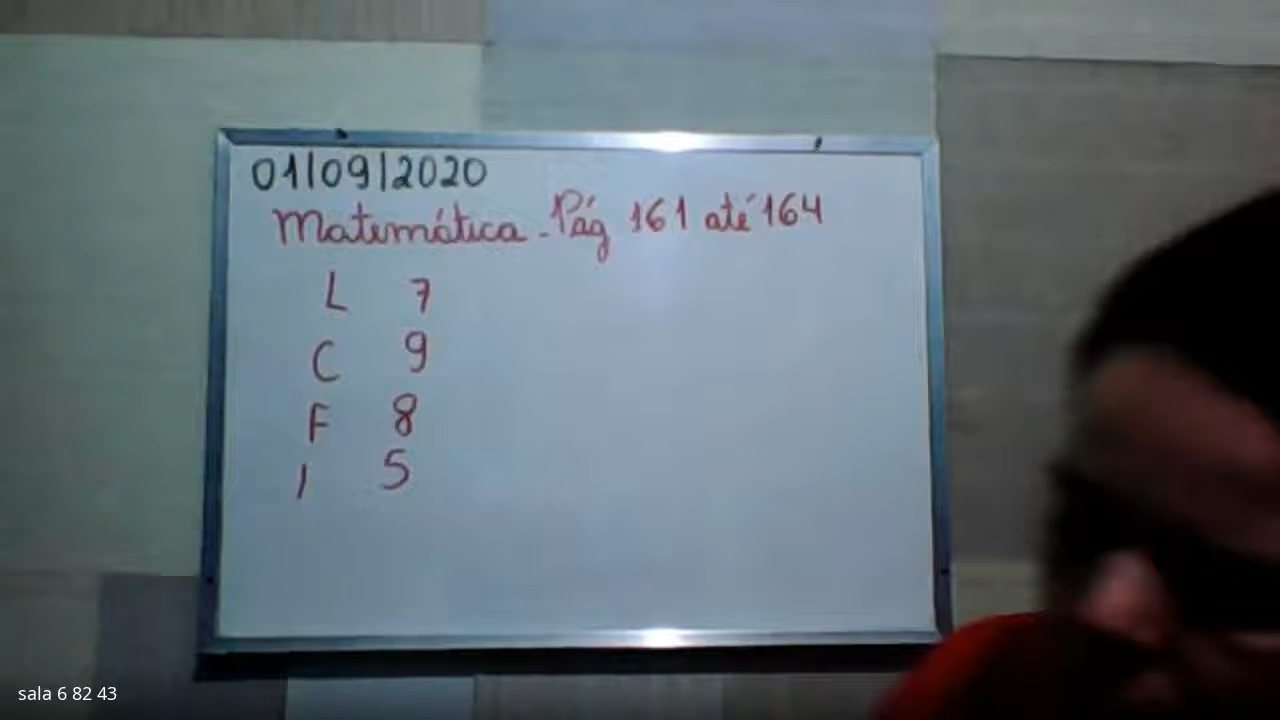 01/09/2020
Matemática - Pág 161 até 164
L 7
C 9
F 8
I 5
sala 6 82 43